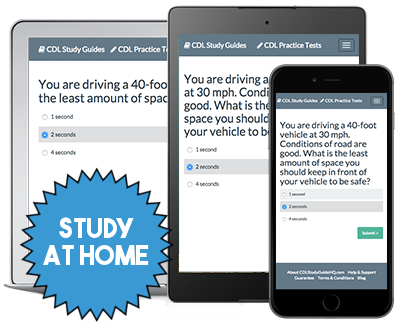 CDL Study Guides CDL Practice Tests
You are driving a 40-foot
the least amount of space
1 second
2 seconds
4 seconds
STUDY
AT HOME
CDL Study Guides CDL Practice Tests
You are driving a 40-foot
at 30 mph. Conditions
good. What is the least
space you should keep
your vehicle to be
1 second
2 seconds
4 seconds
CDL Study Guides CDL Practice Tests
You are driving a 40-foot
vehicle at 30 mph.
Conditions of road are
good. What is the least
amount of space you
should keep in front of
your vehicle to be safe?
1 second
2 seconds
4 seconds
Submit
About CDLStudyGuideHQ.com Help & Support
Guarantee Terms & Conditions Blog